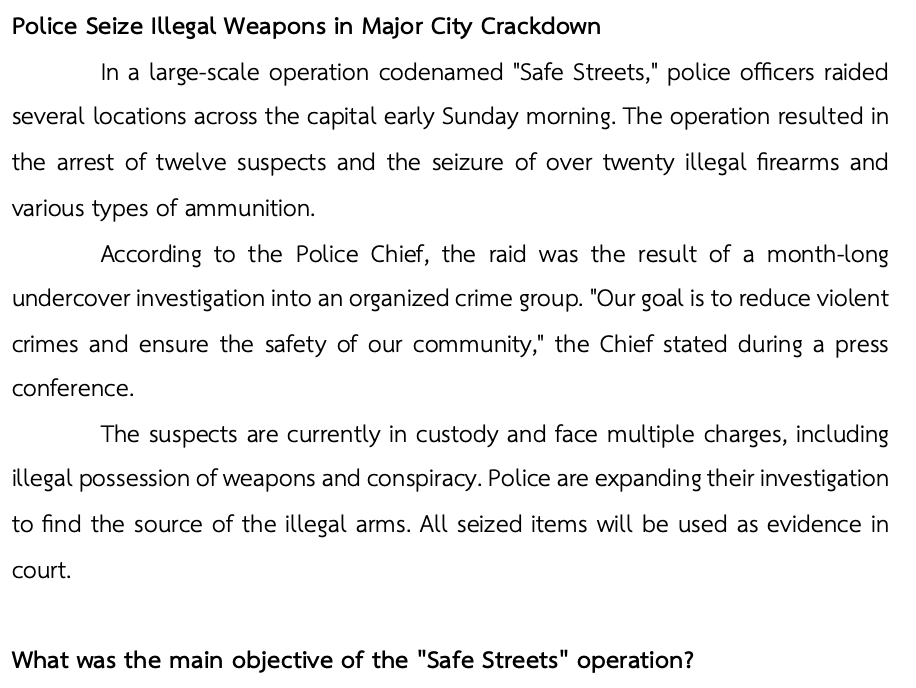 Police Seize Illegal Weapons in Major City Crackdown
In a large-scale operation codenamed "Safe Streets," police officers raided
several locations across the capital early Sunday morning. The operation resulted in
the arrest of twelve suspects and the seizure of over twenty illegal firearms and
various types of ammunition.
According to the Police Chief, the raid was the result of a month-long
undercover investigation into an organized crime group. "Our goal is to reduce violent
crimes and ensure the safety of our community," the Chief stated during a press
conference.
The suspects are currently in custody and face multiple charges, including
illegal possession of weapons and conspiracy. Police are expanding their investigation
to find the source of the illegal arms. All seized items will be used as evidence in
court.
What was the main objective of the "Safe Streets" operation?